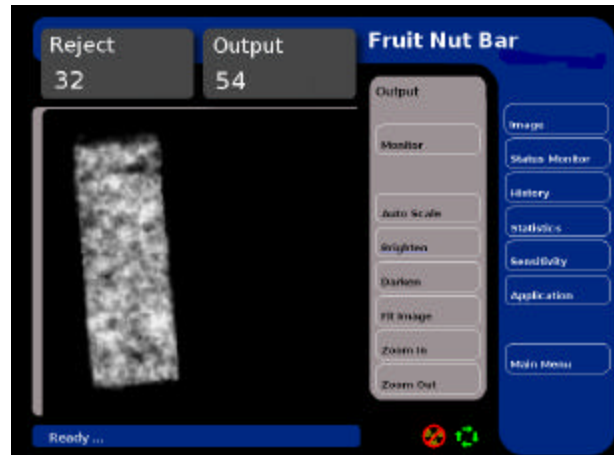 Reject
32
Output
54
Fruit Nut Bar
Output
Monitor
Auto Scale
Brighten
Darken
Fit Image
Zoom In
Zoom Out
Image
Status Monitor
History
Statistics
Sensitivity
Application
Main Menu
Ready ...